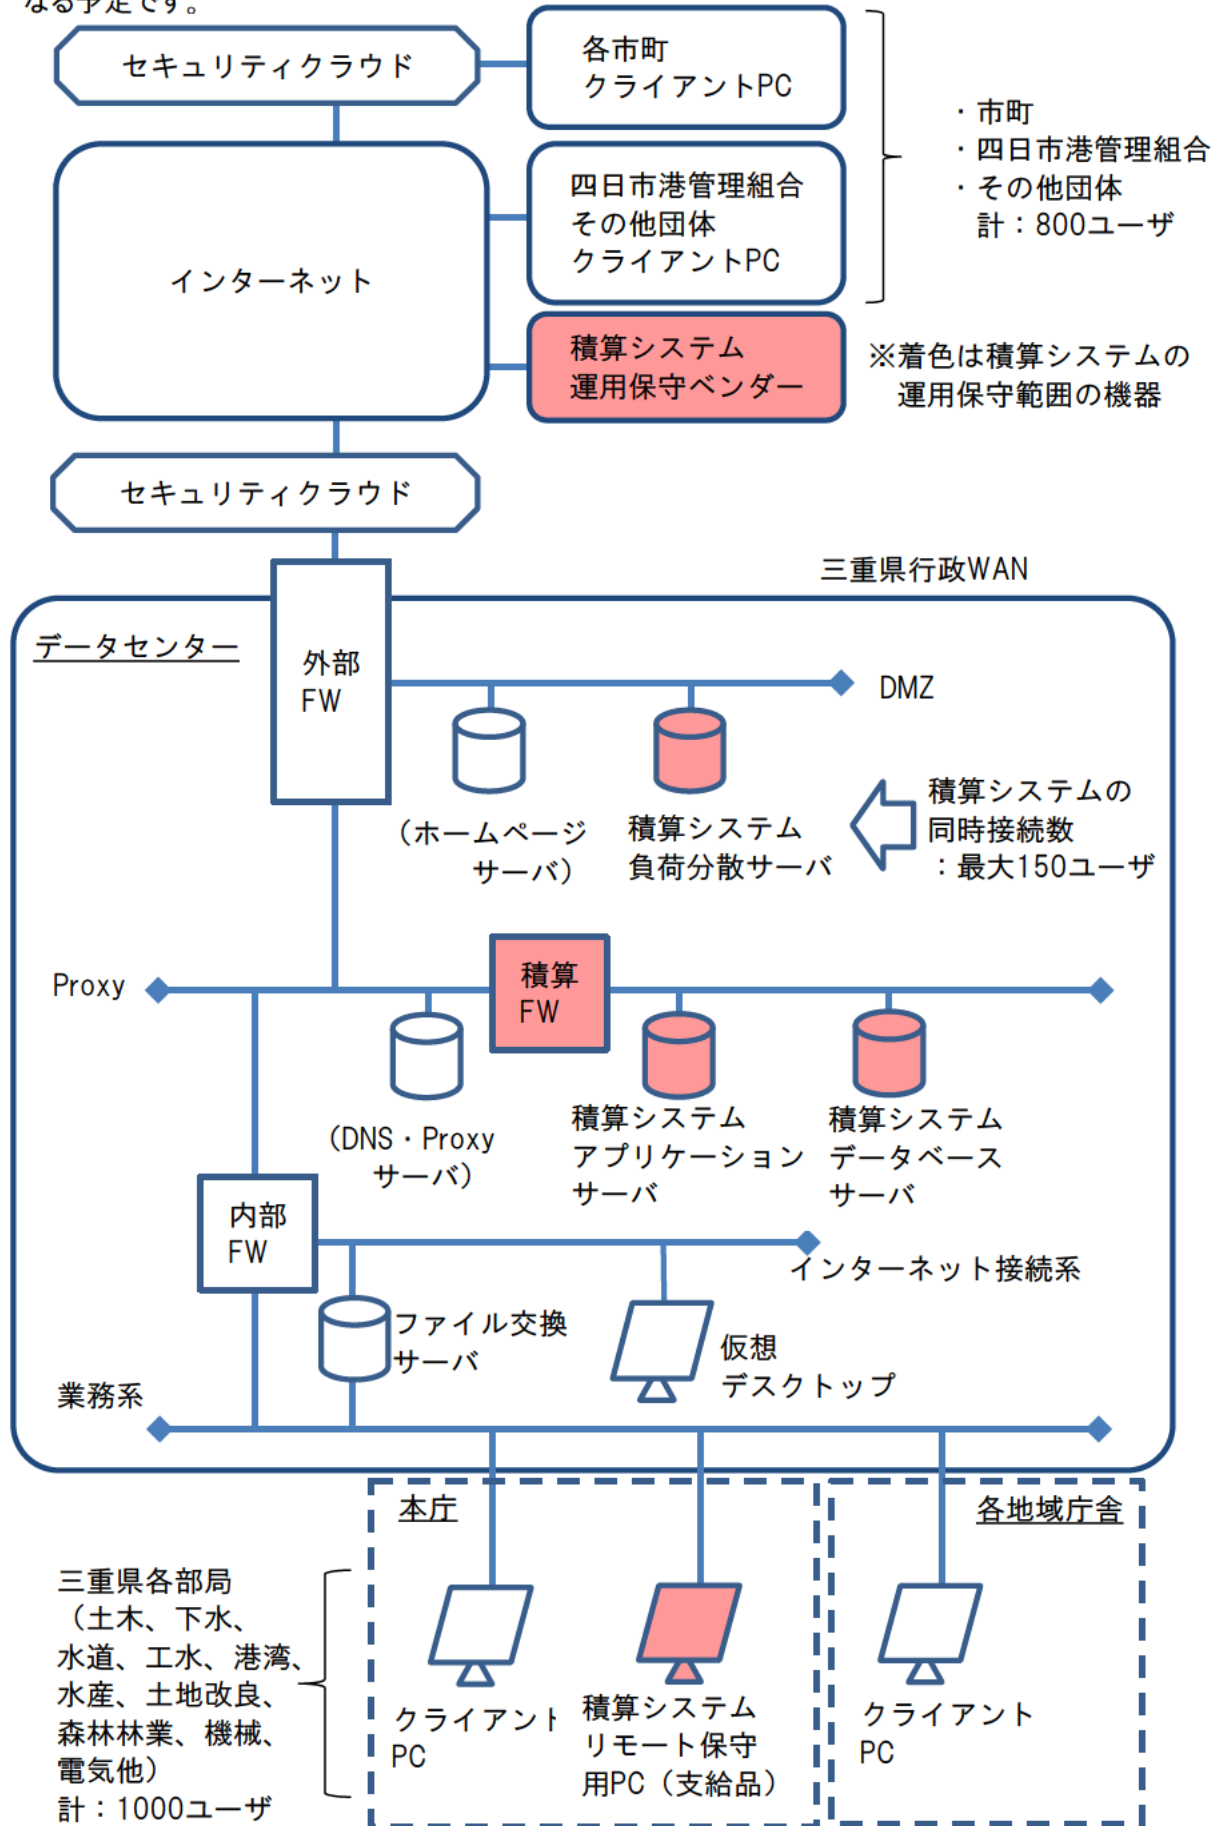 なる予定です。
セキュリティクラウド
各市町
クライアントPC
・市町
・四日市港管理組合
・その他団体
計：800ユーザ
四日市港管理組合
その他団体
クライアントPC
インターネット
積算システム
運用保守ベンダー
※着色は積算システムの
運用保守範囲の機器
セキュリティクラウド
三重県行政WAN
データセンター
外部
FW
DMZ
（ホームページ
サーバ）
積算システム
負荷分散サーバ
積算システムの
同時接続数
：最大150ユーザ
Proxy
積算
FW
（DNS・Proxy
サーバ）
積算システム
アプリケーション
サーバ
積算システム
データベース
サーバ
内部
FW
インターネット接続系
ファイル交換
サーバ
仮想
デスクトップ
業務系
本庁
各地域庁舎
三重県各部局
（土木、下水、
水道、工水、港湾、
水産、土地改良、
森林林業、機械、
電気他）
計：1000ユーザ
クライアント
PC
積算システム
リモート保守
用PC（支給品）
クライアント
PC